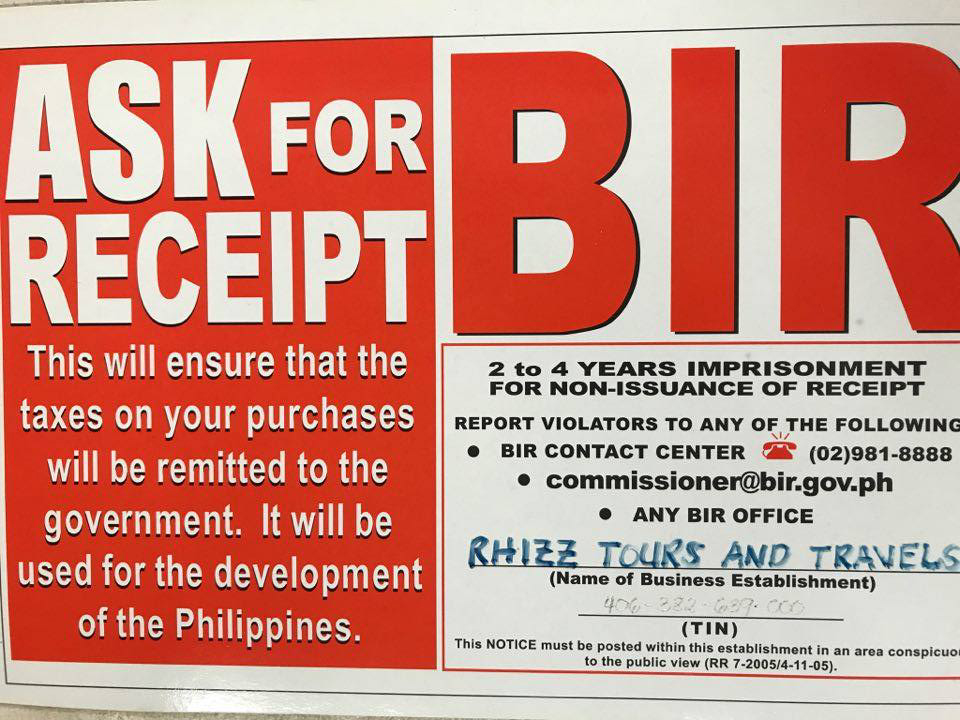 ASK FOR
RECEIPT
This will ensure that the
taxes on your purchases
will be remitted to the
government. It will be
used for the development
of the Philippines.
BIR
2 to 4 YEARS IMPRISONMENT
FOR NON-ISSUANCE OF RECEIPT
REPORT VIOLATORS TO ANY OF THE FOLLOWING
• BIR CONTACT CENTER (02)981-8888
• commissioner@bir.gov.ph
• ANY BIR OFFICE
RHIZZ TOURS AND TRAVELS
(Name of Business Establishment)
406-382-639-000
(TIN)
This NOTICE must be posted within this establishment in an area conspicuo
to the public view (RR 7-2005/4-11-05).